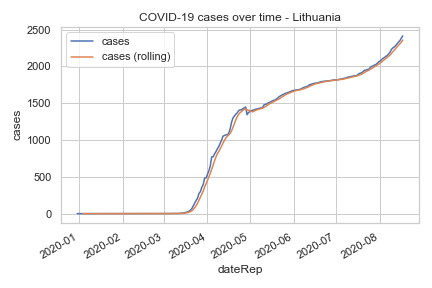 COVID-19 cases over time - Lithuania
cases
cases (rolling)
2500
2000
1500
1000
500
0
cases
2020-01
2020-02
2020-03
2020-04
2020-05
2020-06
2020-07
2020-08
dateRep